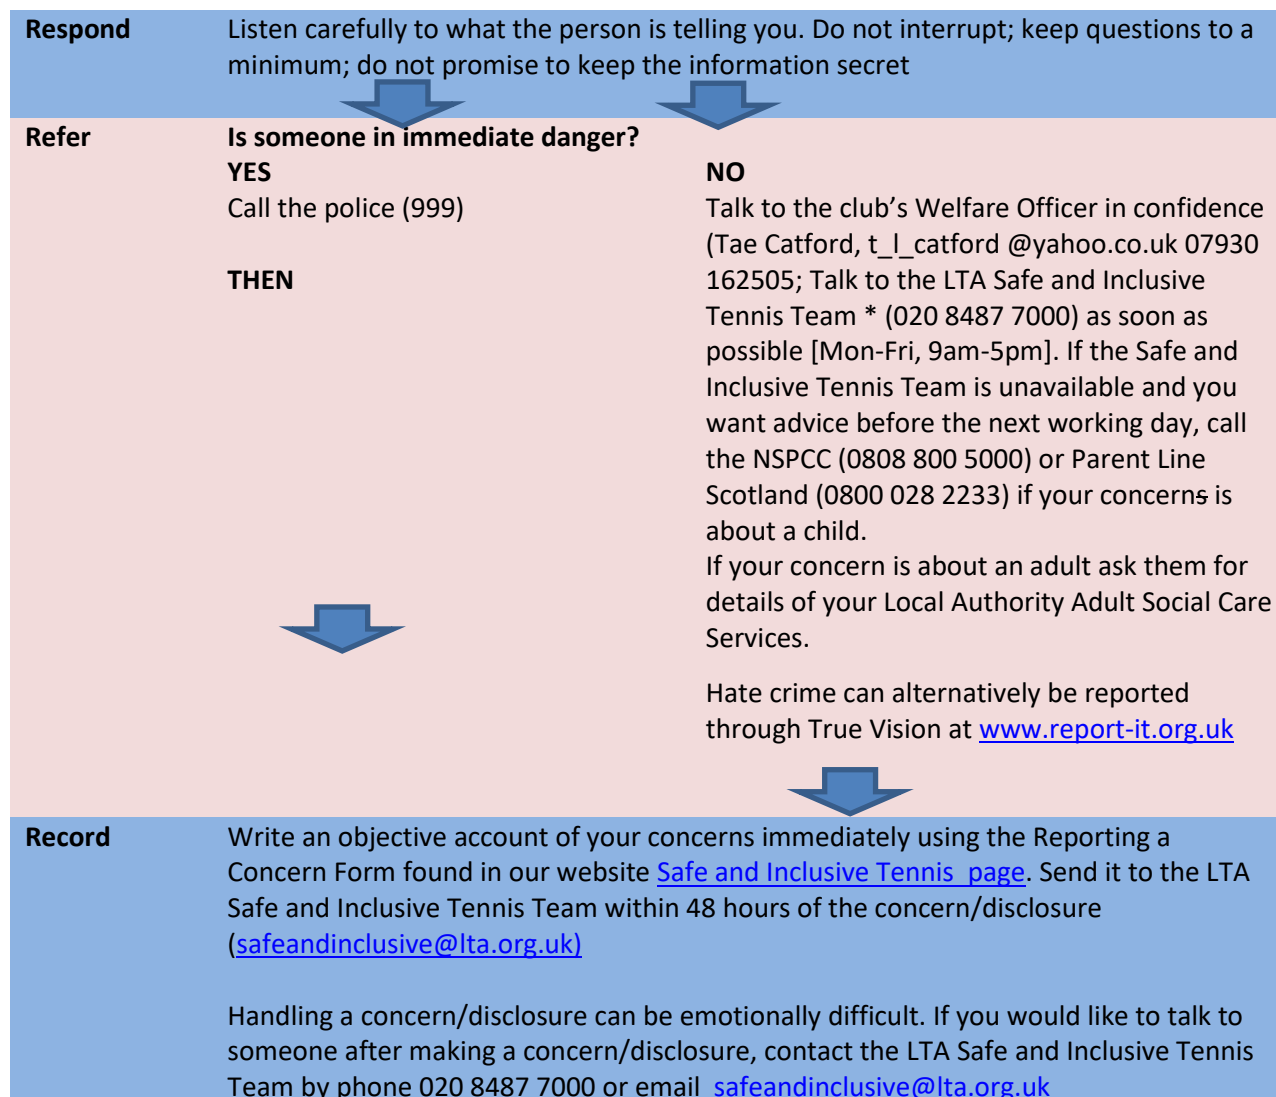 Respond
Listen carefully to what the person is telling you. Do not interrupt; keep questions to a
minimum; do not promise to keep the information secret
Refer
Is someone in immediate danger?
YES
Call the police (999)
THEN
NO
Talk to the club’s Welfare Officer in confidence
(Tae Catford, t_l_catford @yahoo.co.uk 07930
162505; Talk to the LTA Safe and Inclusive
Tennis Team * (020 8487 7000) as soon as
possible [Mon-Fri, 9am-5pm]. If the Safe and
Inclusive Tennis Team is unavailable and you
want advice before the next working day, call
the NSPCC (0808 800 5000) or Parent Line
Scotland (0800 028 2233) if your concerns is
about a child.
If your concern is about an adult ask them for
details of your Local Authority Adult Social Care
Services.
Hate crime can alternatively be reported
through True Vision at www.report-it.org.uk
Record
Write an objective account of your concerns immediately using the Reporting a
Concern Form found in our website Safe and Inclusive Tennis  page. Send it to the LTA
Safe and Inclusive Tennis Team within 48 hours of the concern/disclosure
(safeandinclusive@lta.org.uk)
Handling a concern/disclosure can be emotionally difficult. If you would like to talk to
someone after making a concern/disclosure, contact the LTA Safe and Inclusive Tennis
Team by phone 020 8487 7000 or email  safeandinclusive@lta.org.uk